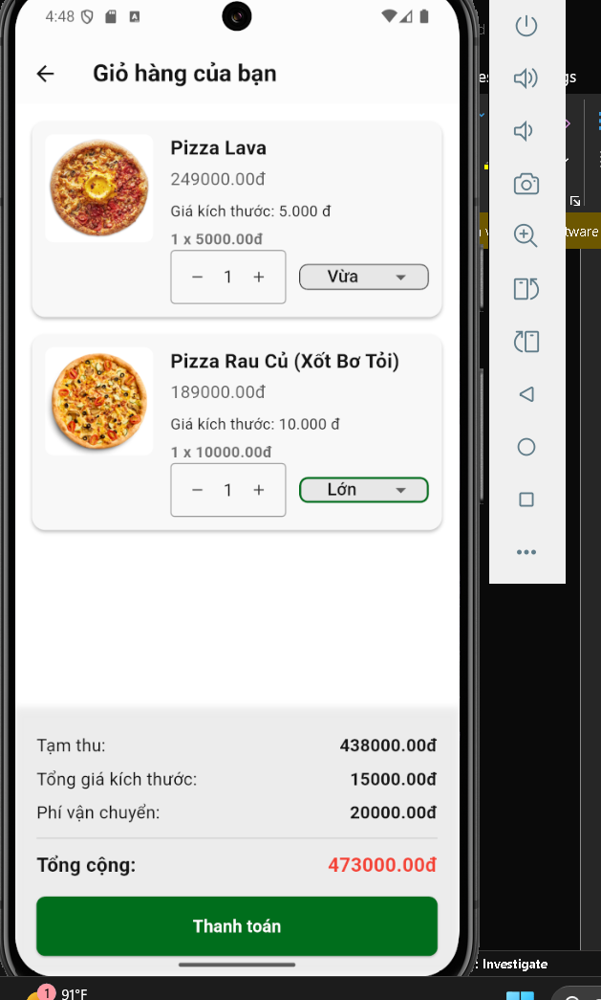 4:48
Giỏ hàng của bạn
Pizza Lava
249000.00đ
Giá kích thước: 5.000 đ
1 x 5000.00đ
− 1 +
Vừa
Pizza Rau Củ (Xốt Bơ Tỏi)
189000.00đ
Giá kích thước: 10.000 đ
1 x 10000.00đ
− 1 +
Lớn
Tạm thu: 438000.00đ
Tổng giá kích thước: 15000.00đ
Phí vận chuyển: 20000.00đ
Tổng cộng: 473000.00đ
Thanh toán
: Investigate
1
91°F